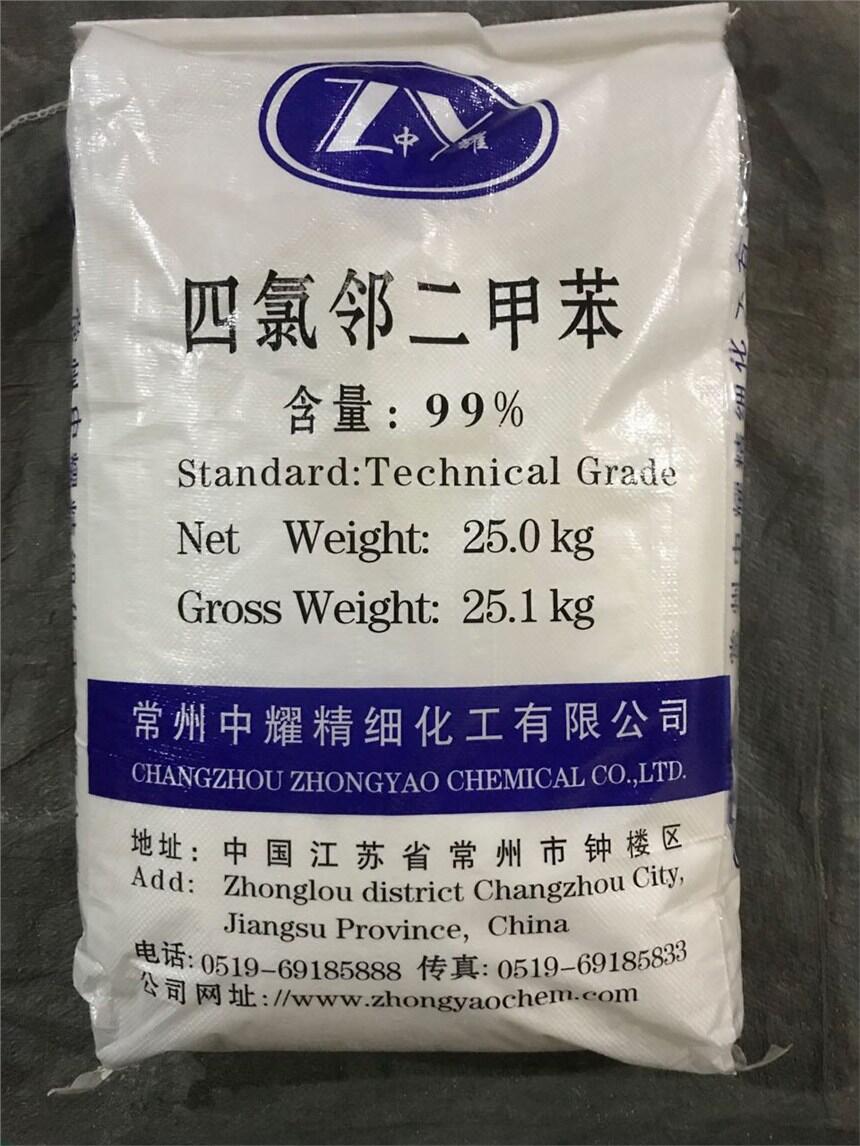 ZY
中耀
四氯邻二甲苯
含量: 99%
Standard:Technical Grade
Net Weight: 25.0 kg
Gross Weight: 25.1 kg
常州中耀精细化工有限公司
CHANGZHOU ZHONGYAO CHEMICAL CO.,LTD.
地址: 中国江苏省常州市钟楼区
Add: Zhonglou district Changzhou City,
Jiangsu Province, China
电话: 0519-69185888 传真: 0519-69185833
公司网址: //www.zhongyaochem.com